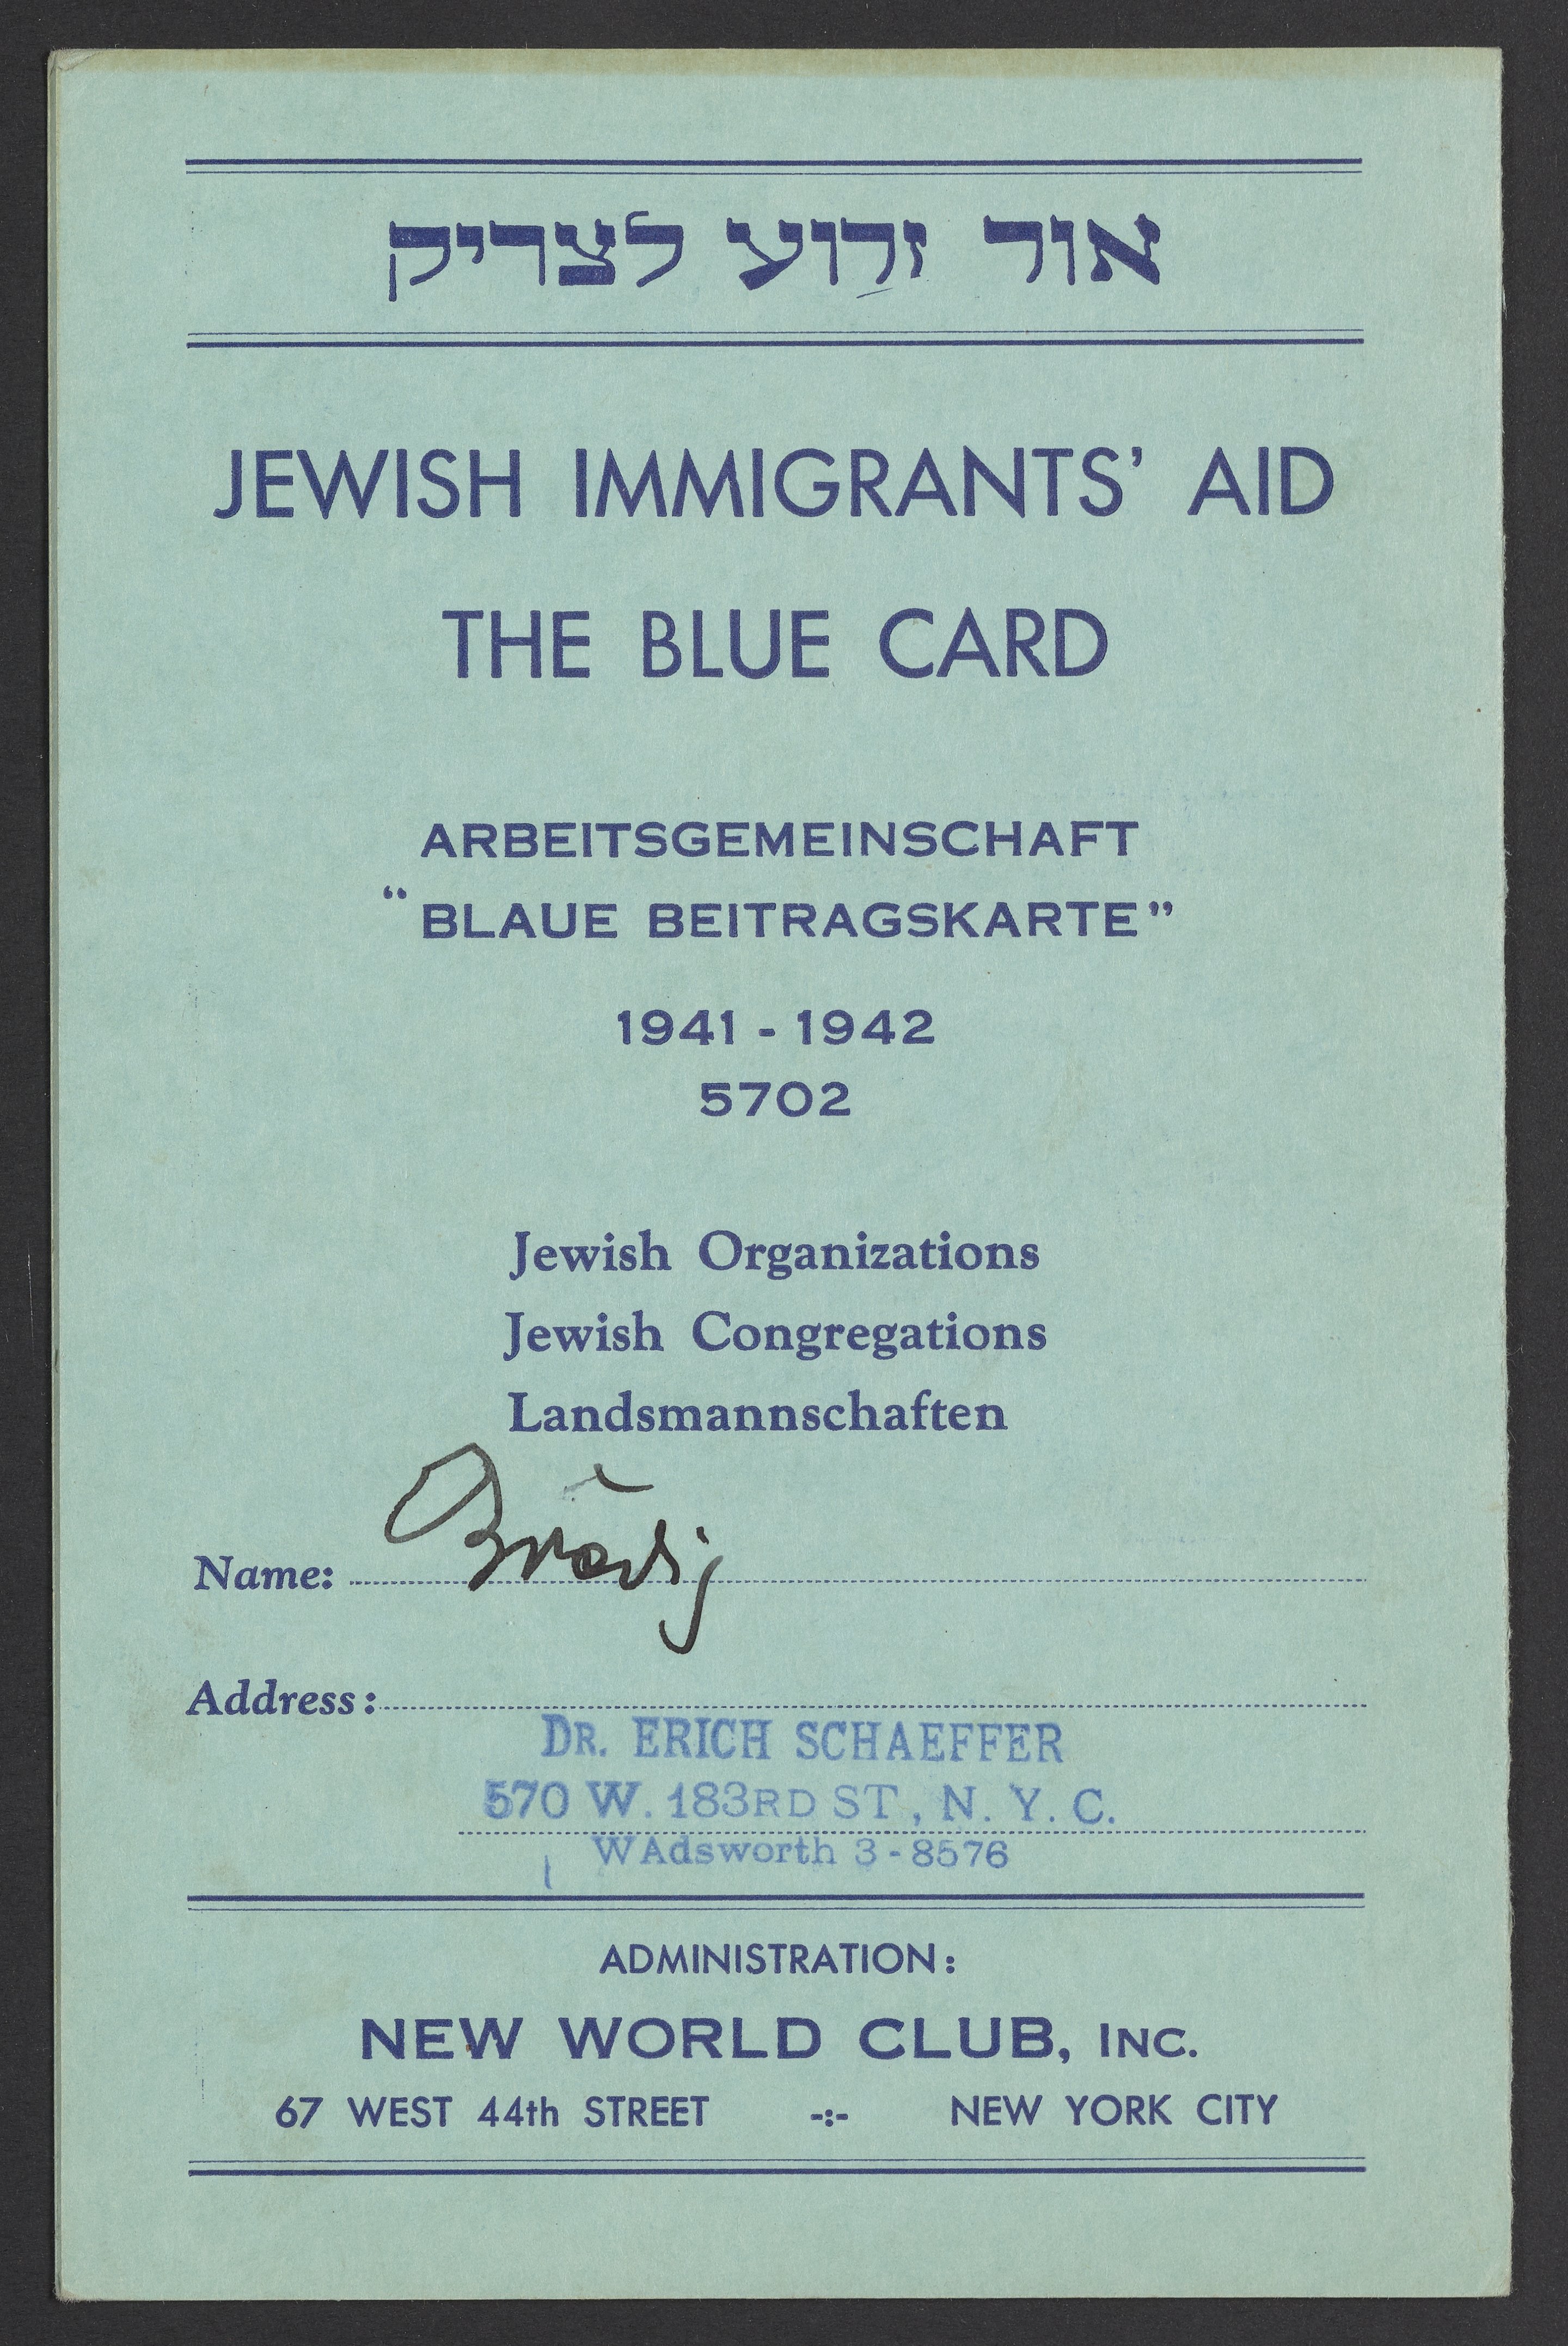 אור זרוע לצדיק
JEWISH IMMIGRANTS' AID
THE BLUE CARD
ARBEITSGEMEINSCHAFT
"BLAUE BEITRAGSKARTE"
1941 - 1942
5702
Jewish Organizations
Jewish Congregations
Landsmannschaften
Name:
Address:
DR. ERICH SCHAEFFER
570 W. 183RD ST., N. Y. C.
WAdsworth 3-8576
ADMINISTRATION:
NEW WORLD CLUB, INC.
67 WEST 44th STREET -:- NEW YORK CITY